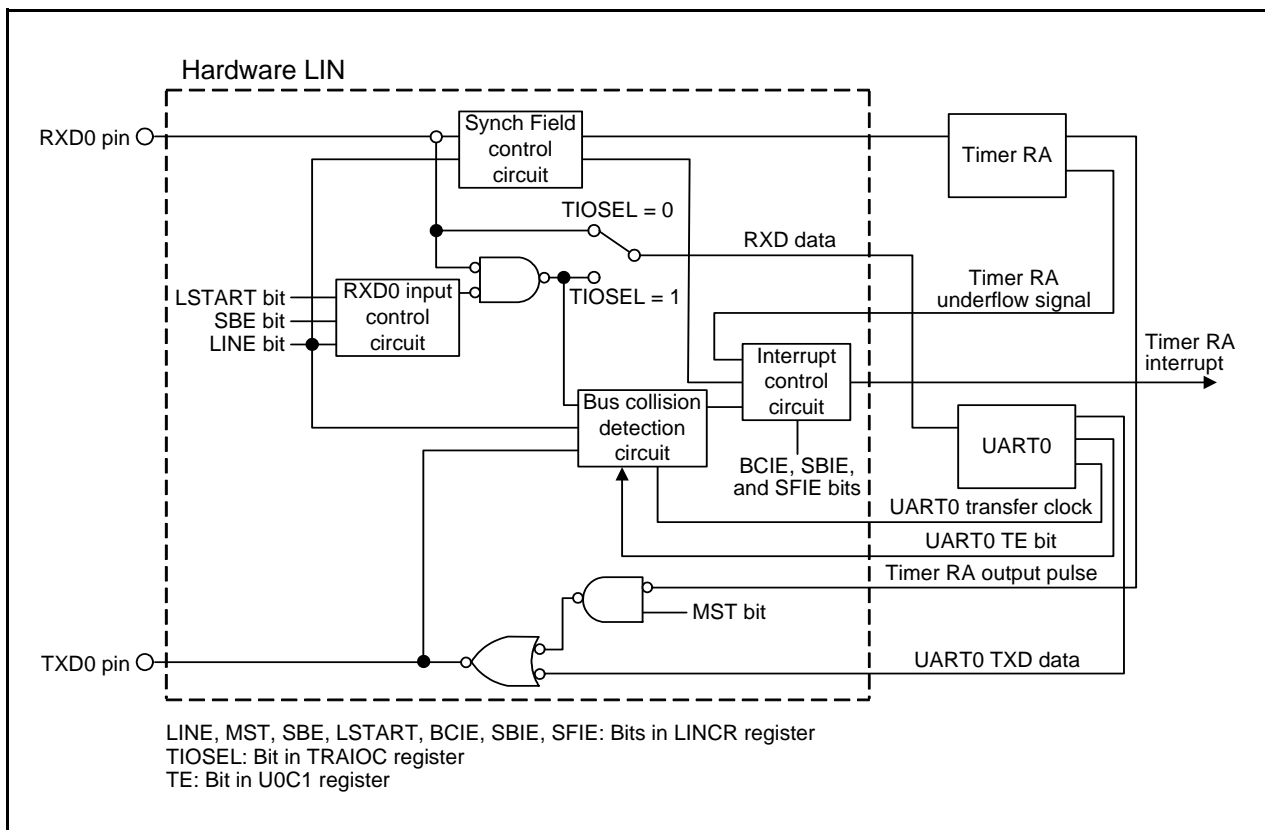 Hardware LIN
RXD0 pin
Synch Field
control
circuit
Timer RA
TIOSEL = 0
RXD data
LSTART bit
SBE bit
LINE bit
RXD0 input
control
circuit
TIOSEL = 1
Timer RA
underflow signal
Timer RA
interrupt
Interrupt
control
circuit
Bus collision
detection
circuit
BCIE, SBIE,
and SFIE bits
UART0
UART0 transfer clock
UART0 TE bit
Timer RA output pulse
MST bit
TXD0 pin
UART0 TXD data
LINE, MST, SBE, LSTART, BCIE, SBIE, SFIE: Bits in LINCR register
TIOSEL: Bit in TRAIOC register
TE: Bit in U0C1 register